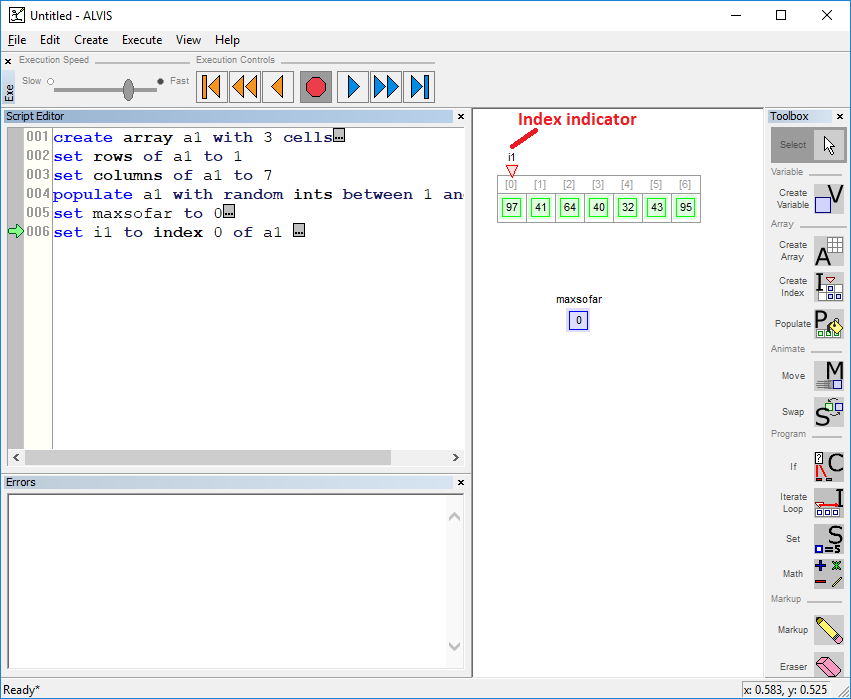 Untitled - ALVIS
File Edit Create Execute View Help
Execution Speed Execution Controls
Exe
Slow Fast
Script Editor
001 create array a1 with 3 cells...
002 set rows of a1 to 1
003 set columns of a1 to 7
004 populate a1 with random ints between 1 an
005 set maxsofar to 0...
006 set i1 to index 0 of a1 ...
Errors
Index indicator
i1
[0] [1] [2] [3] [4] [5] [6]
97 41 64 40 32 43 95
maxsofar
0
Toolbox
Select
Variable
Create
Variable
V
Array
Create
Array
A
Create
Index
I
Populate
P
Animate
Move
M
Swap
S
Program
If
? C
Iterate
Loop
I
Set
S
=5
Math
Markup
Markup
Eraser
Ready*
x: 0.583, y: 0.525